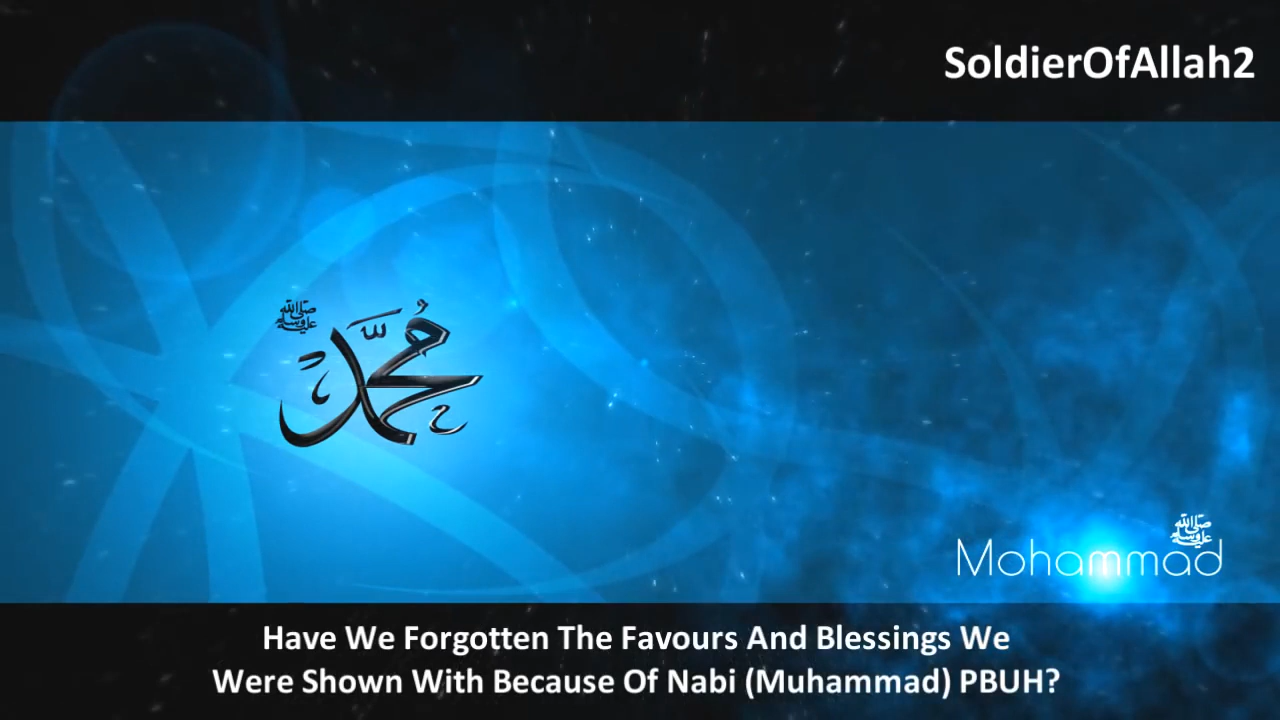 SoldierOfAllah2
صلى الله عليه وسلم
مُحَمَّد
صلى الله عليه وسلم
Mohammad
Have We Forgotten The Favours And Blessings We
Were Shown With Because Of Nabi (Muhammad) PBUH?